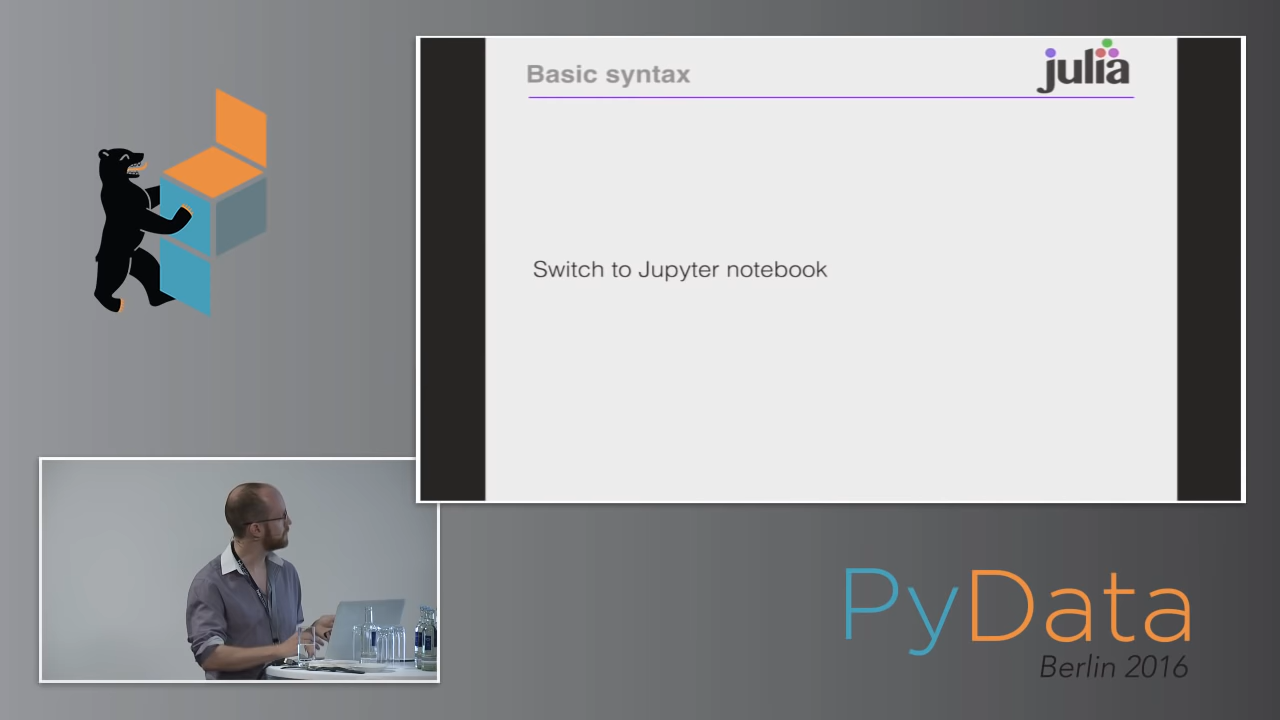 Basic syntax
julia
Switch to Jupyter notebook
PyData
Berlin 2016